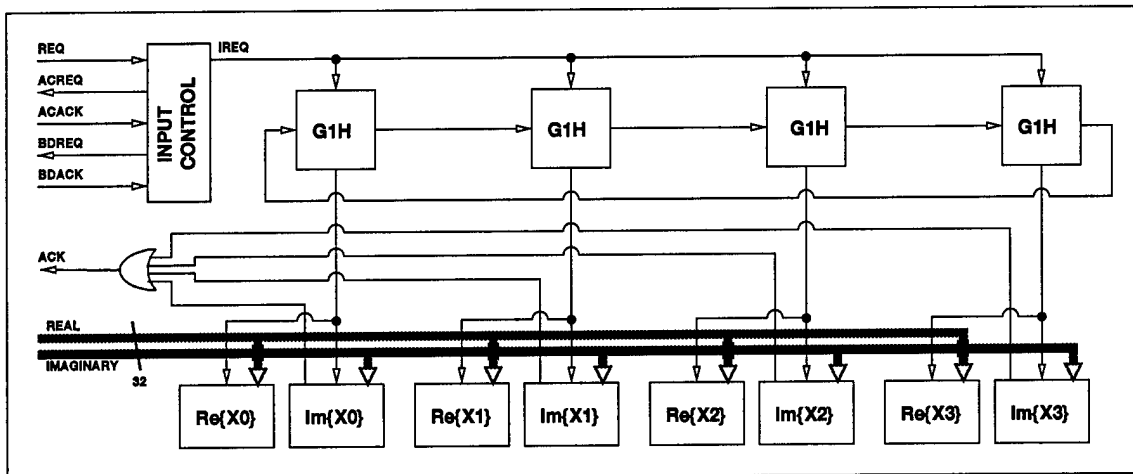 REQ
IREQ
ACREQ
ACACK
BDREQ
BDACK
INPUT
CONTROL
G1H
G1H
G1H
G1H
ACK
REAL
IMAGINARY
32
Re{X0}
Im{X0}
Re{X1}
Im{X1}
Re{X2}
Im{X2}
Re{X3}
Im{X3}